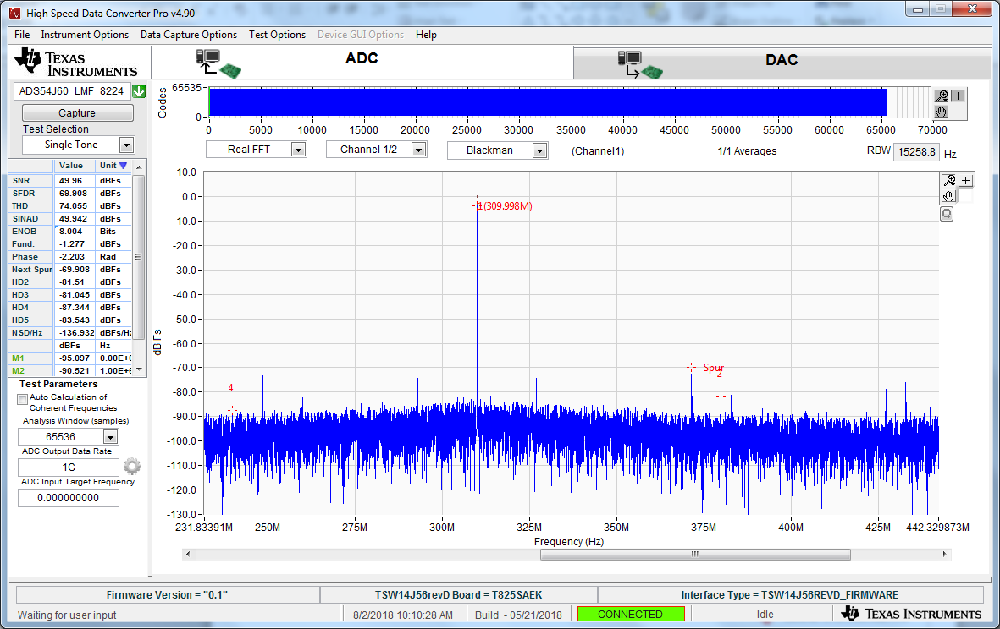 High Speed Data Converter Pro v4.90
File Instrument Options Data Capture Options Test Options Device GUI Options Help
TEXAS INSTRUMENTS
ADC
DAC
ADS54J60_LMF_8224
Capture
Test Selection
Single Tone
Value Unit
SNR 49.96 dBFs
SFDR 69.908 dBFs
THD 74.055 dBFs
SINAD 49.942 dBFs
ENOB 8.004 Bits
Fund. -1.277 dBFs
Phase -2.203 Rad
Next Spur -69.908 dBFs
HD2 -81.51 dBFs
HD3 -81.045 dBFs
HD4 -87.344 dBFs
HD5 -83.543 dBFs
NSD/Hz -136.932 dBFs/Hz
dBFs Hz
M1 -95.097 0.00E+0
M2 -90.521 1.00E+6
Test Parameters
Auto Calculation of
Coherent Frequencies
Analysis Window (samples)
65536
ADC Output Data Rate
1G
ADC Input Target Frequency
0.000000000
Codes
65535
0
0 5000 10000 15000 20000 25000 30000 35000 40000 45000 50000 55000 60000 65000 70000
Real FFT Channel 1/2 Blackman (Channel1) 1/1 Averages RBW 15258.8 Hz
dB Fs
10.0
0.0
-10.0
-20.0
-30.0
-40.0
-50.0
-60.0
-70.0
-80.0
-90.0
-100.0
-110.0
-120.0
-130.0
1(309.998M)
Spur
2
4
231.83391M 250M 275M 300M 325M 350M 375M 400M 425M 442.329873M
Frequency (Hz)
Firmware Version = "0.1" TSW14J56revD Board = T825SAEK Interface Type = TSW14J56REVD_FIRMWARE
Waiting for user input 8/2/2018 10:10:28 AM Build - 05/21/2018 CONNECTED Idle TEXAS INSTRUMENTS